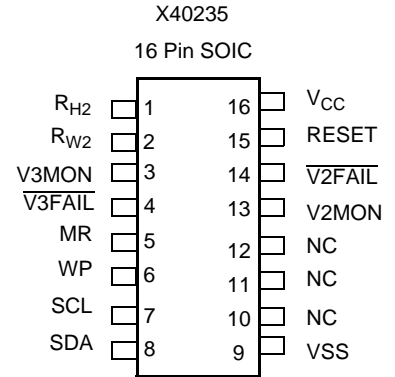 X40235
16 Pin SOIC
RH2 1 16 VCC
RW2 2 15 RESET
V3MON 3 14 V2FAIL
V3FAIL 4 13 V2MON
MR 5 12 NC
WP 6 11 NC
SCL 7 10 NC
SDA 8 9 VSS